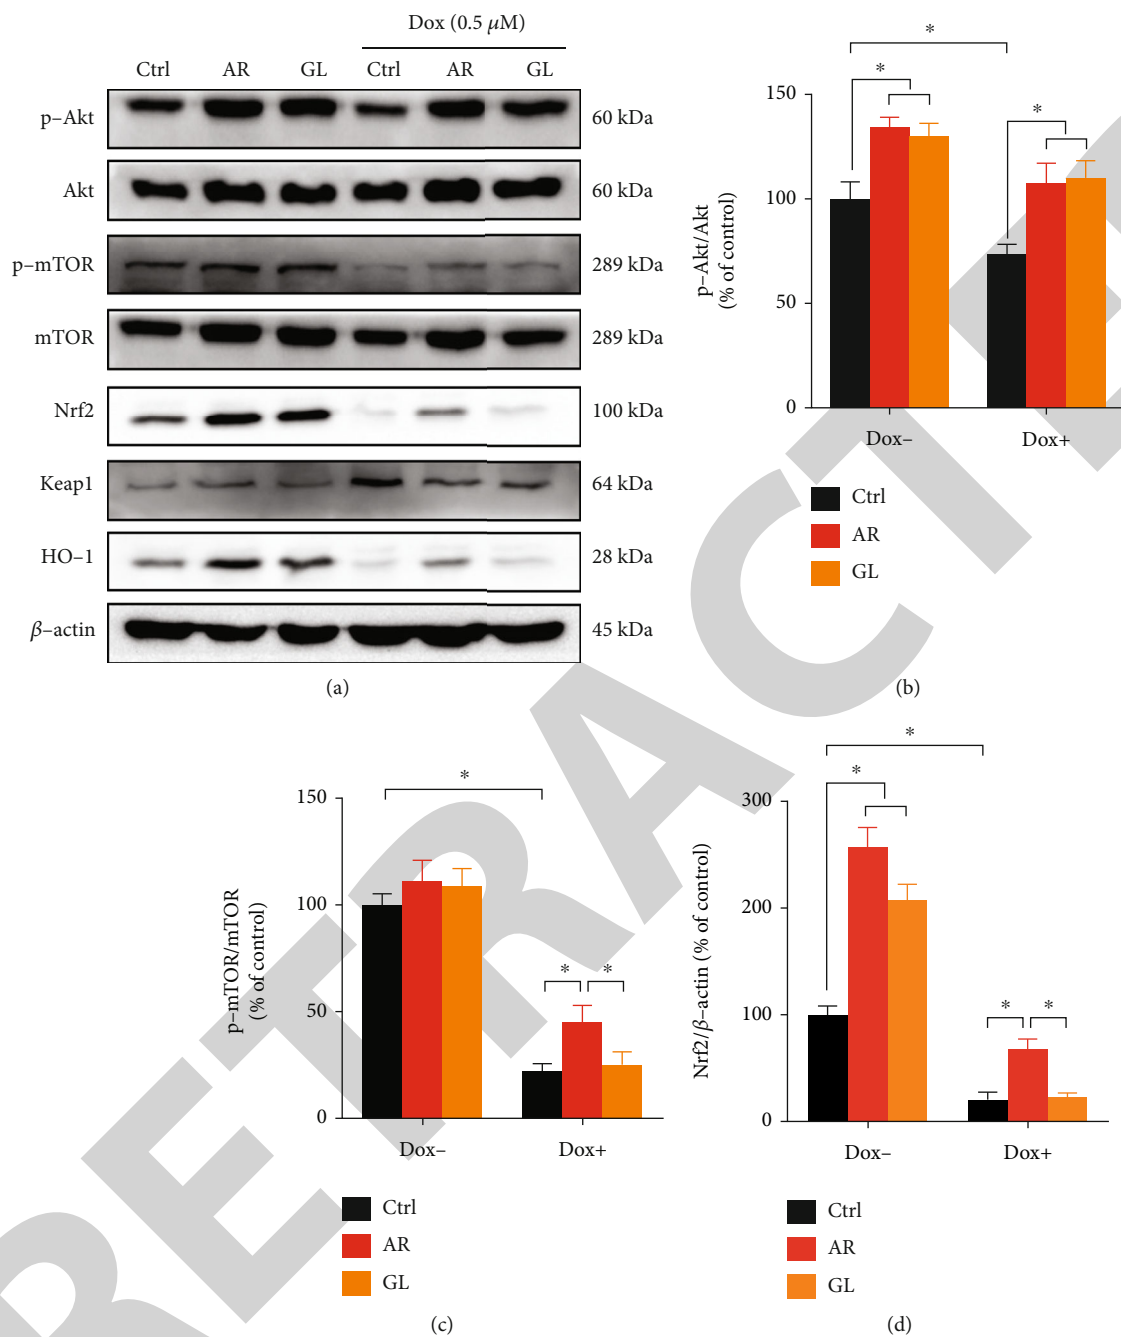 Dox (0.5 μM)
Ctrl AR GL Ctrl AR GL
p–Akt 60 kDa
Akt 60 kDa
p–mTOR 289 kDa
mTOR 289 kDa
Nrf2 100 kDa
Keap1 64 kDa
HO–1 28 kDa
β–actin 45 kDa
(a)
*
*
*
150
100
50
0
p–Akt/Akt
(% of control)
Dox– Dox+
Ctrl
AR
GL
(b)
*
* *
150
100
50
0
p–mTOR/mTOR
(% of control)
Dox– Dox+
Ctrl
AR
GL
(c)
*
*
* *
300
200
100
0
Nrf2/β–actin (% of control)
Dox– Dox+
Ctrl
AR
GL
(d)
RETRACTE